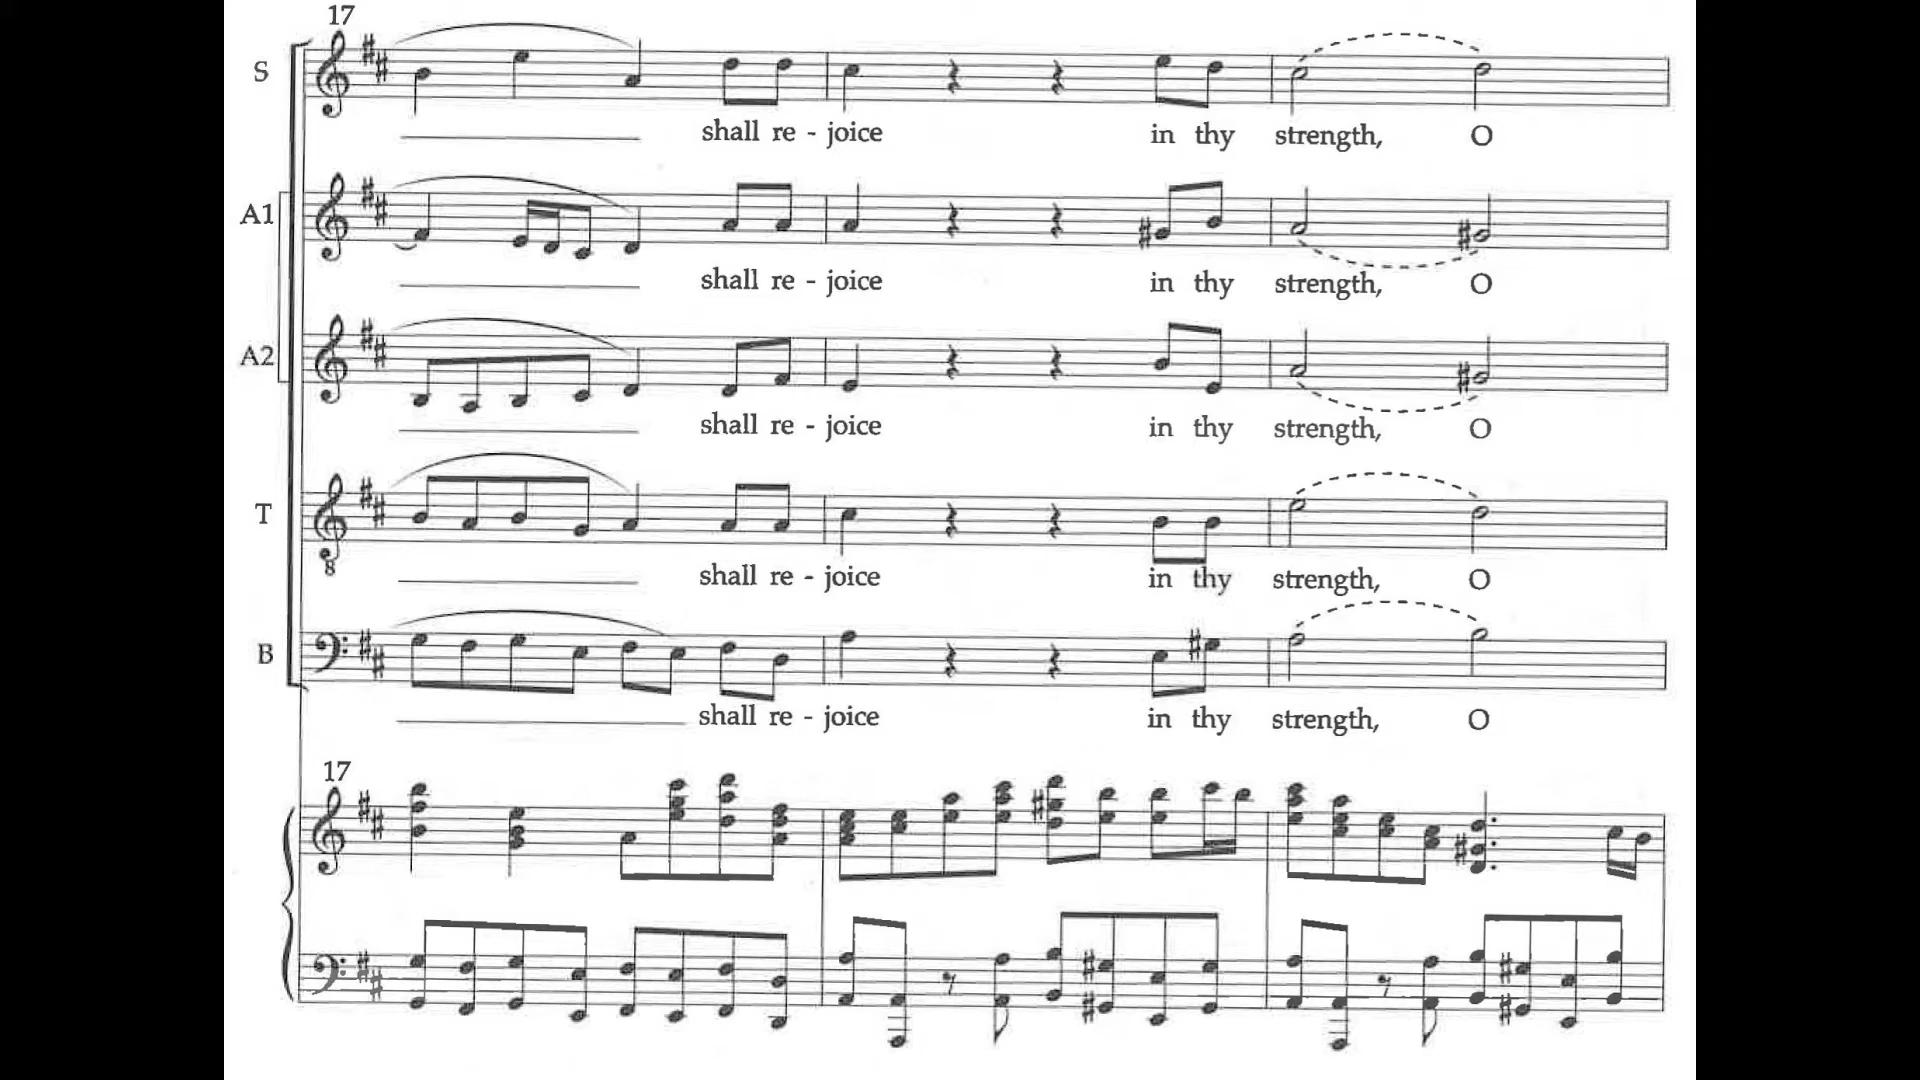 17
S
shall re - joice in thy strength, O
A1
shall re - joice in thy strength, O
A2
shall re - joice in thy strength, O
T
8
shall re - joice in thy strength, O
B
shall re - joice in thy strength, O
17